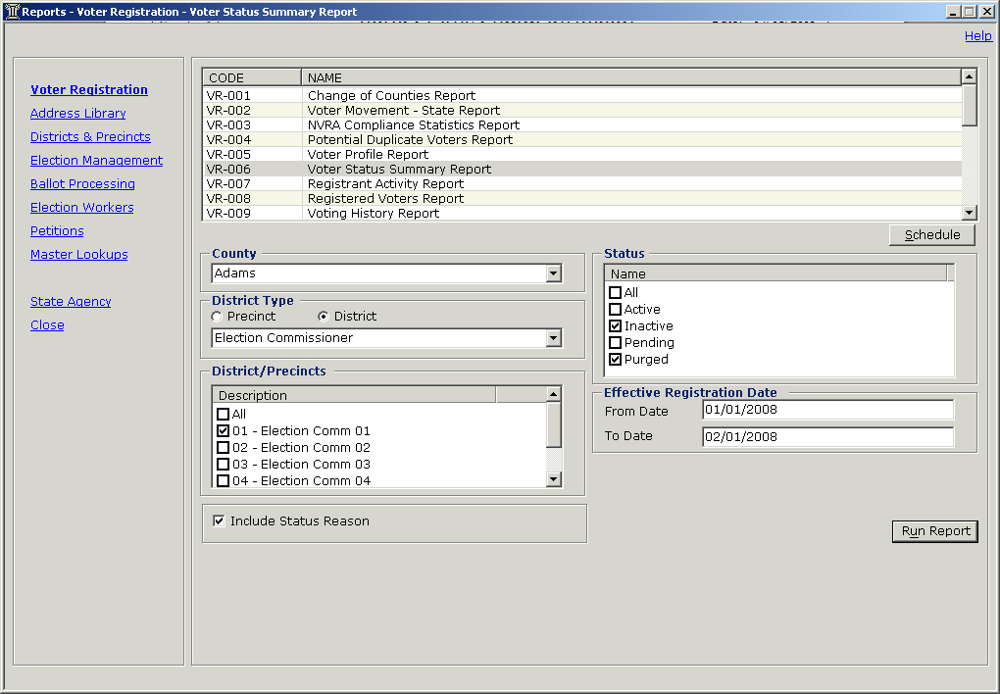 Reports - Voter Registration - Voter Status Summary Report
Help
Voter Registration
Address Library
Districts & Precincts
Election Management
Ballot Processing
Election Workers
Petitions
Master Lookups
State Agency
Close
CODE NAME
VR-001 Change of Counties Report
VR-002 Voter Movement - State Report
VR-003 NVRA Compliance Statistics Report
VR-004 Potential Duplicate Voters Report
VR-005 Voter Profile Report
VR-006 Voter Status Summary Report
VR-007 Registrant Activity Report
VR-008 Registered Voters Report
VR-009 Voting History Report
Schedule
County
Adams
District Type
Precinct District
Election Commissioner
District/Precincts
Description
All
01 - Election Comm 01
02 - Election Comm 02
03 - Election Comm 03
04 - Election Comm 04
Include Status Reason
Status
Name
All
Active
Inactive
Pending
Purged
Effective Registration Date
From Date 01/01/2008
To Date 02/01/2008
Run Report